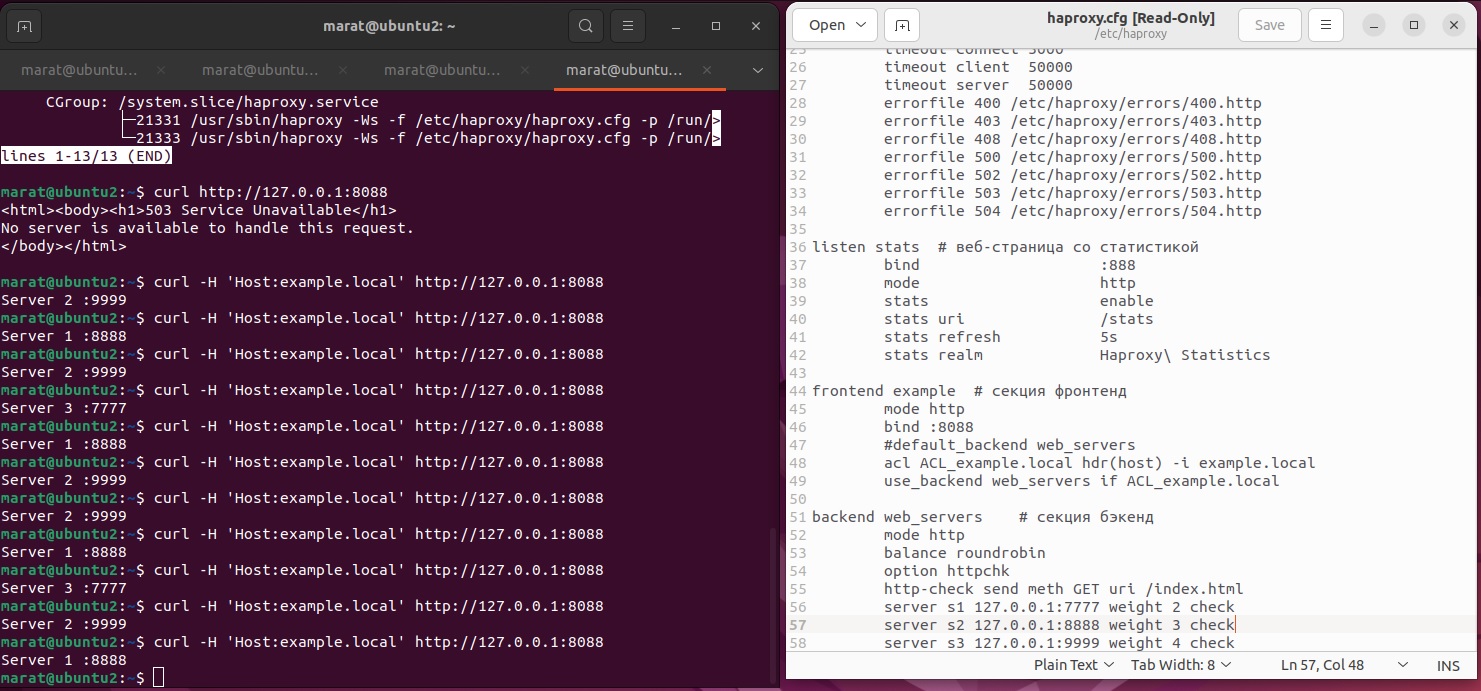 marat@ubuntu2: ~
marat@ubuntu...
marat@ubuntu...
marat@ubuntu...
marat@ubuntu...
CGroup: /system.slice/haproxy.service
├─21331 /usr/sbin/haproxy -Ws -f /etc/haproxy/haproxy.cfg -p /run/>
└─21333 /usr/sbin/haproxy -Ws -f /etc/haproxy/haproxy.cfg -p /run/>
lines 1-13/13 (END)
marat@ubuntu2:~$ curl http://127.0.0.1:8088
<html><body><h1>503 Service Unavailable</h1>
No server is available to handle this request.
</body></html>
marat@ubuntu2:~$ curl -H 'Host:example.local' http://127.0.0.1:8088
Server 2 :9999
marat@ubuntu2:~$ curl -H 'Host:example.local' http://127.0.0.1:8088
Server 1 :8888
marat@ubuntu2:~$ curl -H 'Host:example.local' http://127.0.0.1:8088
Server 2 :9999
marat@ubuntu2:~$ curl -H 'Host:example.local' http://127.0.0.1:8088
Server 3 :7777
marat@ubuntu2:~$ curl -H 'Host:example.local' http://127.0.0.1:8088
Server 1 :8888
marat@ubuntu2:~$ curl -H 'Host:example.local' http://127.0.0.1:8088
Server 2 :9999
marat@ubuntu2:~$ curl -H 'Host:example.local' http://127.0.0.1:8088
Server 2 :9999
marat@ubuntu2:~$ curl -H 'Host:example.local' http://127.0.0.1:8088
Server 1 :8888
marat@ubuntu2:~$ curl -H 'Host:example.local' http://127.0.0.1:8088
Server 3 :7777
marat@ubuntu2:~$ curl -H 'Host:example.local' http://127.0.0.1:8088
Server 2 :9999
marat@ubuntu2:~$ curl -H 'Host:example.local' http://127.0.0.1:8088
Server 1 :8888
marat@ubuntu2:~$
Open
haproxy.cfg [Read-Only]
/etc/haproxy
Save
25 timeout connect 5000
26 timeout client  50000
27 timeout server  50000
28 errorfile 400 /etc/haproxy/errors/400.http
29 errorfile 403 /etc/haproxy/errors/403.http
30 errorfile 408 /etc/haproxy/errors/408.http
31 errorfile 500 /etc/haproxy/errors/500.http
32 errorfile 502 /etc/haproxy/errors/502.http
33 errorfile 503 /etc/haproxy/errors/503.http
34 errorfile 504 /etc/haproxy/errors/504.http
35
36 listen stats  # веб-страница со статистикой
37 bind :888
38 mode http
39 stats enable
40 stats uri /stats
41 stats refresh 5s
42 stats realm Haproxy\ Statistics
43
44 frontend example  # секция фронтенд
45 mode http
46 bind :8088
47 #default_backend web_servers
48 acl ACL_example.local hdr(host) -i example.local
49 use_backend web_servers if ACL_example.local
50
51 backend web_servers    # секция бэкенд
52 mode http
53 balance roundrobin
54 option httpchk
55 http-check send meth GET uri /index.html
56 server s1 127.0.0.1:7777 weight 2 check
57 server s2 127.0.0.1:8888 weight 3 check
58 server s3 127.0.0.1:9999 weight 4 check
Plain Text
Tab Width: 8
Ln 57, Col 48
INS